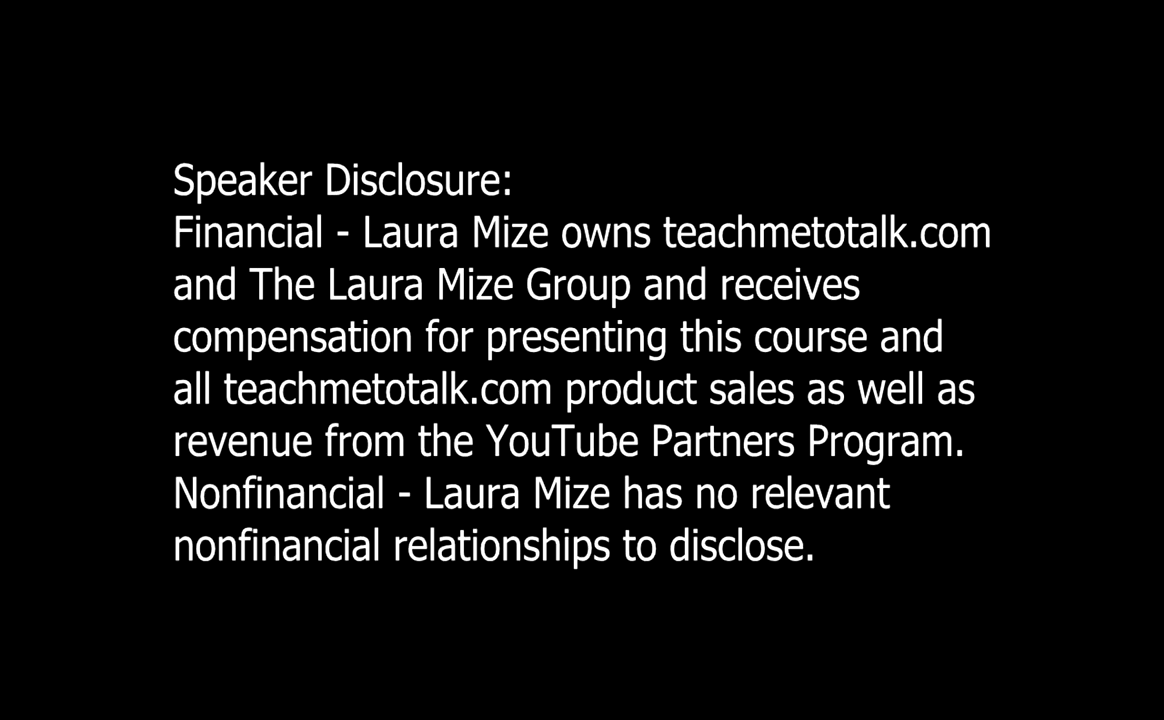 Speaker Disclosure:
Financial - Laura Mize owns teachmetotalk.com
and The Laura Mize Group and receives
compensation for presenting this course and
all teachmetotalk.com product sales as well as
revenue from the YouTube Partners Program.
Nonfinancial - Laura Mize has no relevant
nonfinancial relationships to disclose.